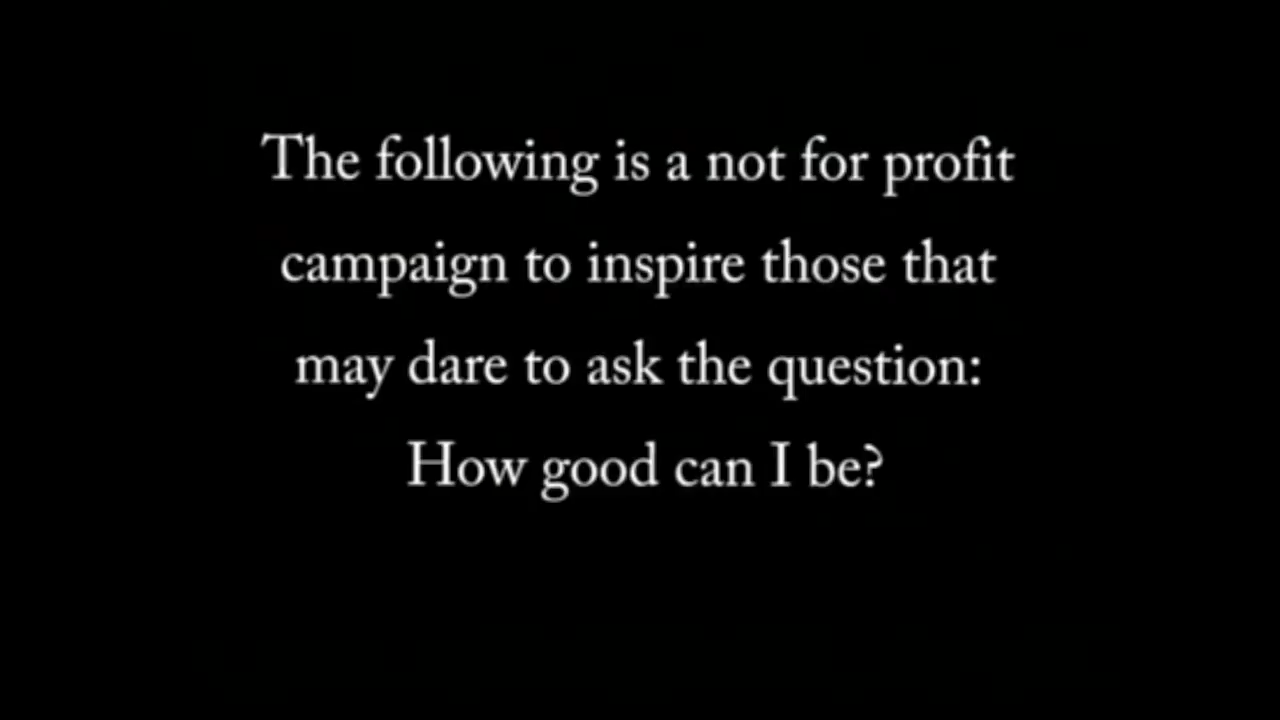 The following is a not for profit
campaign to inspire those that
may dare to ask the question:
How good can I be?